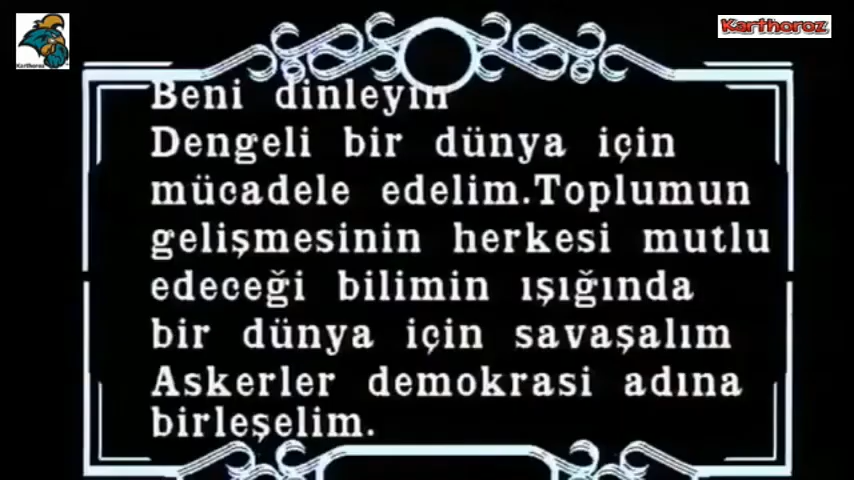 Karthoroz
Karthoroz
Beni dinleyin
Dengeli bir dünya için
mücadele edelim.Toplumun
gelişmesinin herkesi mutlu
edeceği bilimin ışığında
bir dünya için savaşalım
Askerler demokrasi adına
birleşelim.